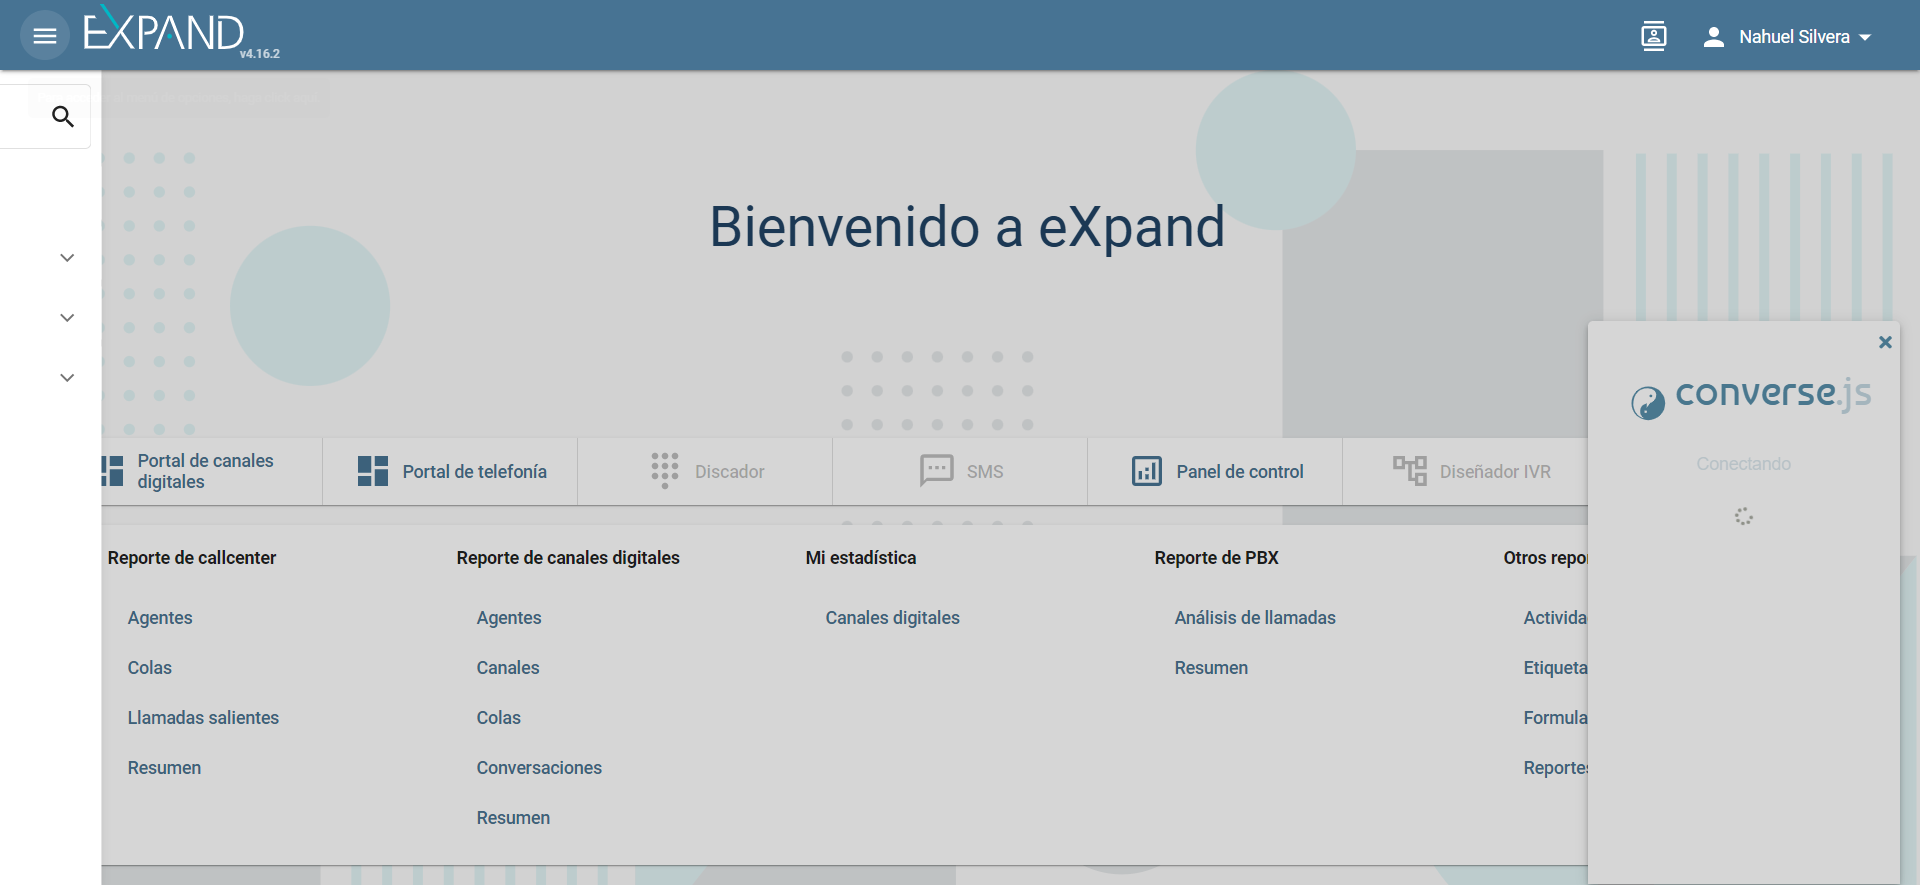 EXPAND
v4.16.2
Nahuel Silvera
Bienvenido a eXpand
converse.js
Conectando
Portal de canales
digitales
Portal de telefonía
Discador
SMS
Panel de control
Diseñador IVR
Reporte de callcenter
Agentes
Colas
Llamadas salientes
Resumen
Reporte de canales digitales
Agentes
Canales
Colas
Conversaciones
Resumen
Mi estadística
Canales digitales
Reporte de PBX
Análisis de llamadas
Resumen
Otros repo
Activida
Etiqueta
Formula
Reportes